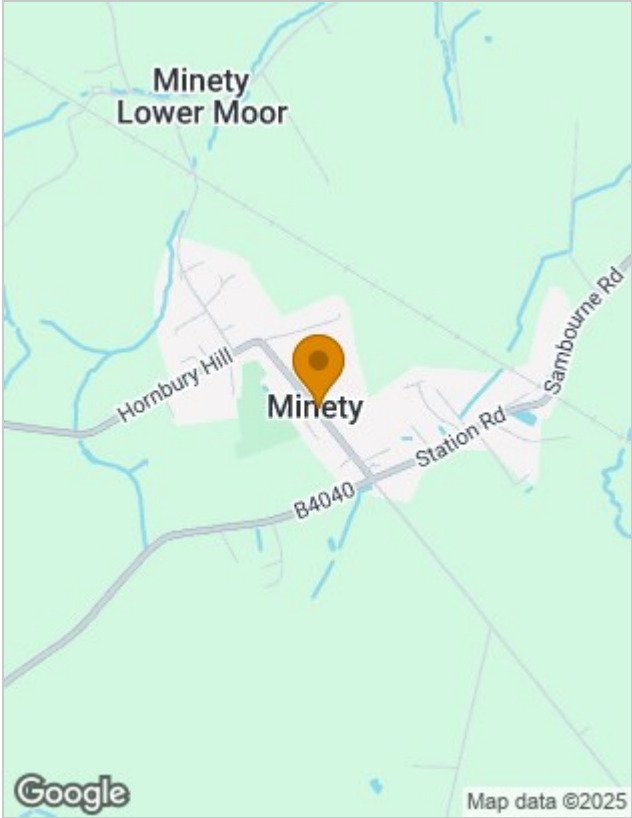 Minety
Lower Moor
Sambourne Rd
Hornbury Hill
Minety
Station Rd
B4040
Google
Map data ©2025